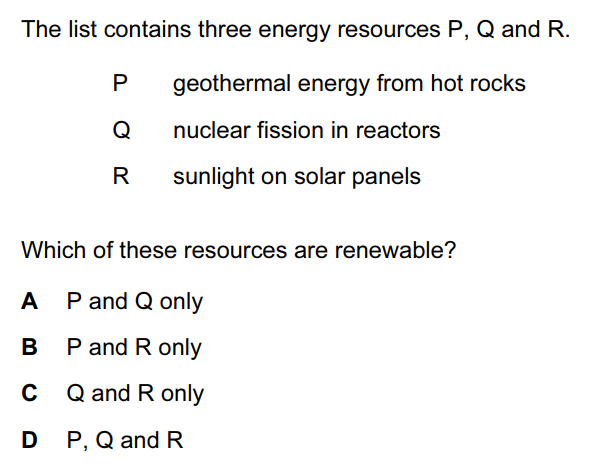 The list contains three energy resources P, Q and R.
P geothermal energy from hot rocks
Q nuclear fission in reactors
R sunlight on solar panels
Which of these resources are renewable?
A P and Q only
B P and R only
C Q and R only
D P, Q and R